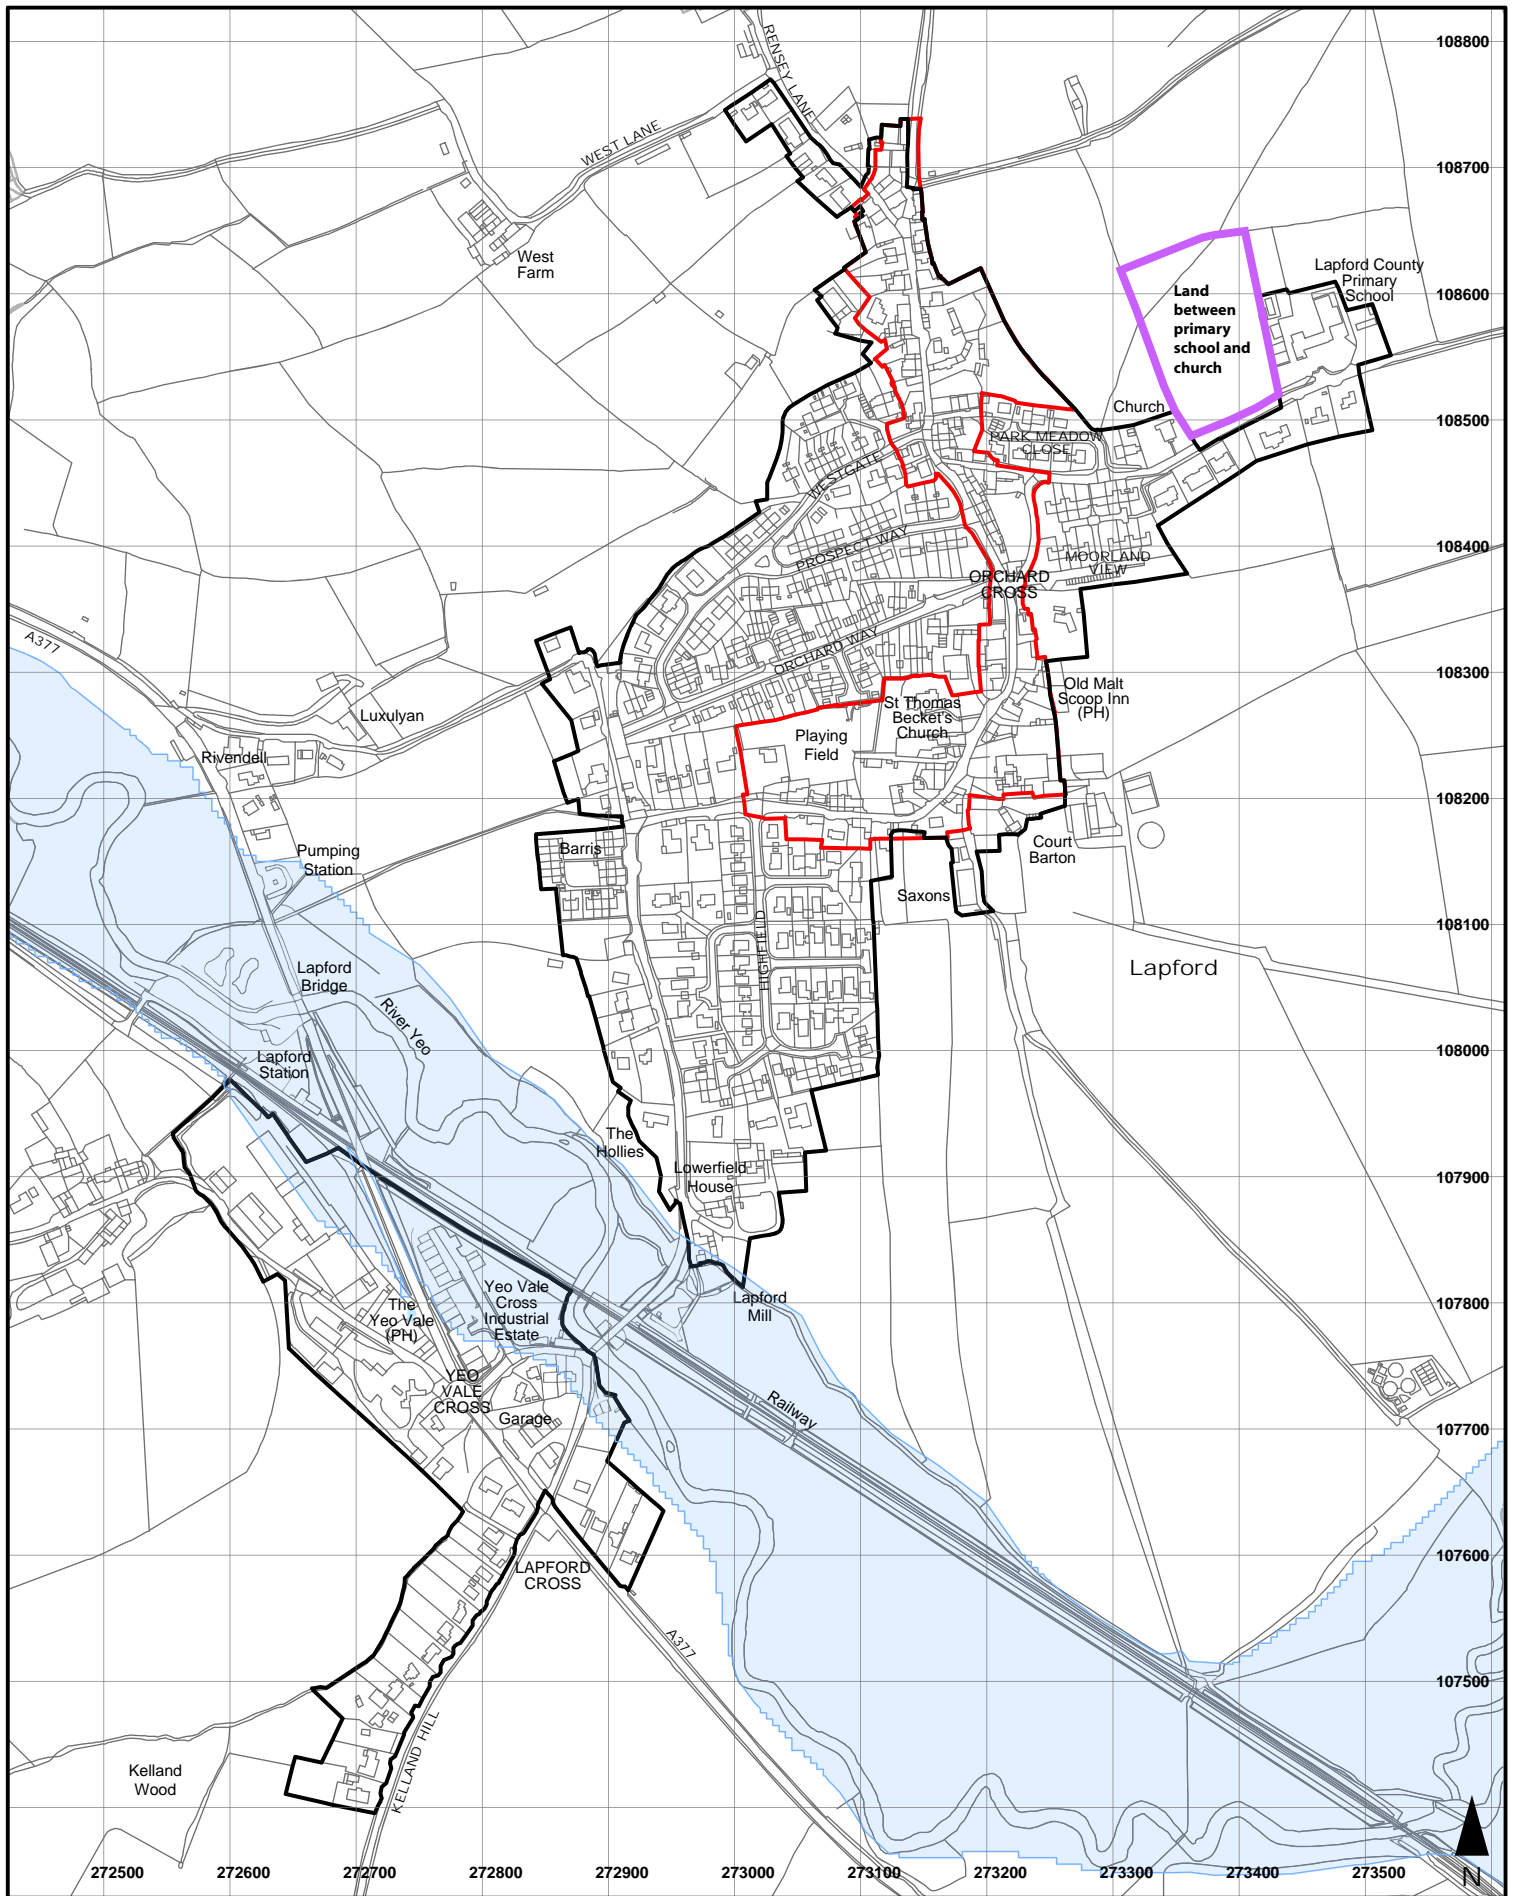 108800
RENSEY LANE
WEST LANE
108700
West
Farm
Lapford County
Primary
School
108600
Land
between
primary
school and
church
Church
108500
PARK MEADOW
CLOSE
WESTGATE
PROSPECT WAY
108400
MOORLAND
VIEW
ORCHARD
CROSS
A377
ORCHARD WAY
108300
Luxulyan
St Thomas
Becket's
Church
Old Malt
Scoop Inn
(PH)
Playing
Field
Rivendell
108200
Pumping
Station
Barris
Court
Barton
Saxons
108100
HIGHFIELD
Lapford
Lapford
Bridge
River Yeo
108000
Lapford
Station
The
Hollies
Lowerfield
House
107900
Yeo Vale
Cross
Industrial
Estate
Lapford
Mill
107800
The
Yeo Vale
(PH)
YEO
VALE
CROSS
Garage
Railway
107700
LAPFORD
CROSS
107600
A377
107500
KELLAND HILL
Kelland
Wood
272500
272600
272700
272800
272900
273000
273100
273200
273300
273400
273500
N